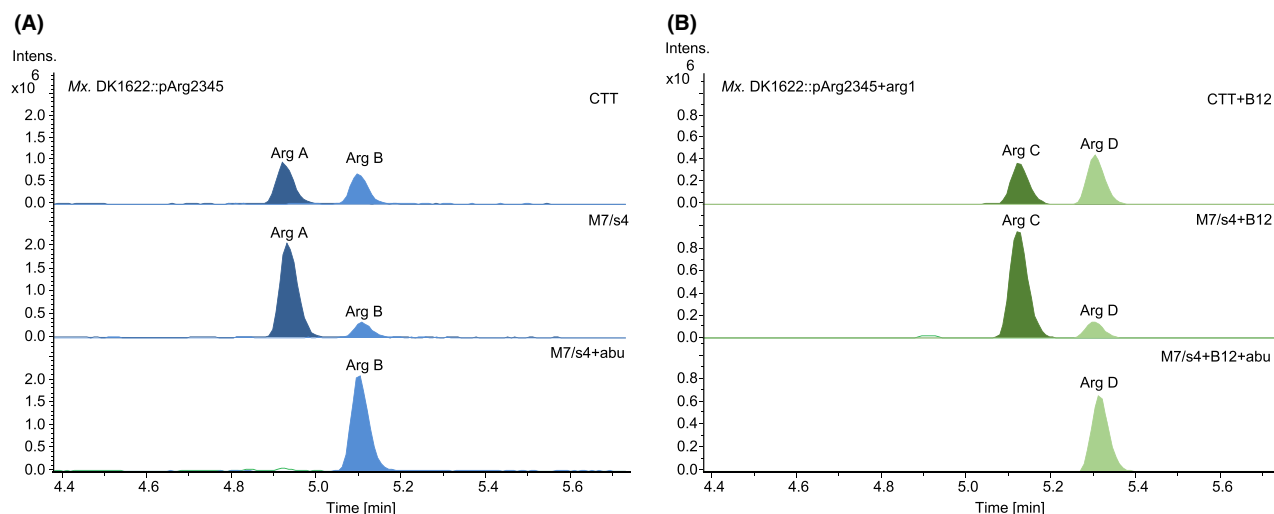 (A)
Intens.
x10 6
Mx. DK1622::pArg2345
CTT
2.0
1.5
1.0
0.5
0.0
Arg A
Arg B
M7/s4
2.0
1.5
1.0
0.5
0.0
Arg A
Arg B
M7/s4+abu
2.0
1.5
1.0
0.5
0.0
Arg B
4.4 4.6 4.8 5.0 5.2 5.4 5.6
Time [min]
(B)
Intens.
x10 6
Mx. DK1622::pArg2345+arg1
CTT+B12
0.8
0.6
0.4
0.2
0.0
Arg C
Arg D
M7/s4+B12
0.8
0.6
0.4
0.2
0.0
Arg C
Arg D
M7/s4+B12+abu
0.8
0.6
0.4
0.2
0.0
Arg D
4.4 4.6 4.8 5.0 5.2 5.4 5.6
Time [min]